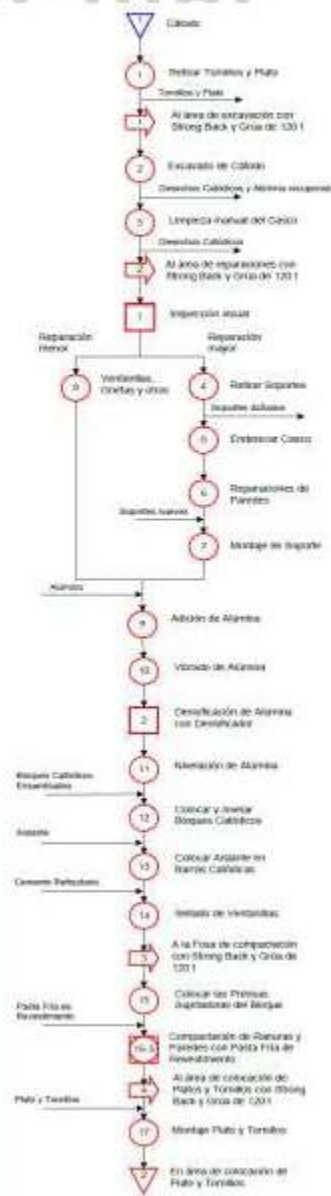 Cátodo
1
Retirar Tornillos y Plato
Tornillos y Plato
1
Al área de excavación con
Strong Back y Grúa de 120 t
2
Excavado de Cátodo
Desechos Catódicos y Alúmina recuperada
3
Limpieza manual del Casco
Desechos Catódicos
2
Al área de reparaciones con
Strong Back y Grúa de 120 t
1
Inspección visual
Reparación
menor
Reparación
mayor
8
Ventanillas,
Grietas y otros
4
Retirar Soportes
Soportes dañados
5
Enderezar Casco
6
Reparaciones de
Paredes
Soportes nuevos
7
Montaje de Soporte
Alúmina
9
Adición de Alúmina
10
Vibrado de Alúmina
2
Densificación de Alúmina
con Densificador
11
Nivelación de Alúmina
Bloques Catódicos
Ensamblados
12
Colocar y nivelar
Bloques Catódicos
Aislante
13
Colocar Aislante en
Barras Catódicas
Cemento Refractario
14
Sellado de Ventanillas
3
A la Fosa de compactación
con Strong Back y Grúa de
120 t
15
Colocar las Prensas
Sujetadoras del Bloque
Pasta Fría de
Revestimiento
16-3
Compactación de Ranuras y
Paredes con Pasta Fría de
Revestimiento
4
Al área de colocación de
Platos y Tornillos con Strong
Back y Grúa de 120 t
Plato y Tornillos
17
Montaje Plato y Tornillos
2
En área de colocación de
Plato y Tornillos